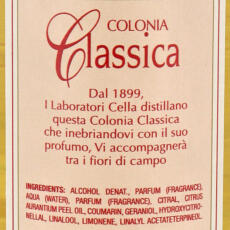 COLONIA
Classica
Dal 1899,
I Laboratori Cella distillano
questa Colonia Classica
che inebriandovi con il suo
profumo, Vi accompagnerà
tra i fiori di campo
INGREDIENTS: ALCOHOL DENAT., PARFUM (FRAGRANCE),
AQUA (WATER), PARFUM (FRAGRANCE), CITRAL, CITRUS
AURANTIUM PEEL OIL, COUMARIN, GERANIOL, HYDROXYCITRO-
NELLAL, LINALOOL, LIMONENE, LINALYL ACETATETERPINEOL.